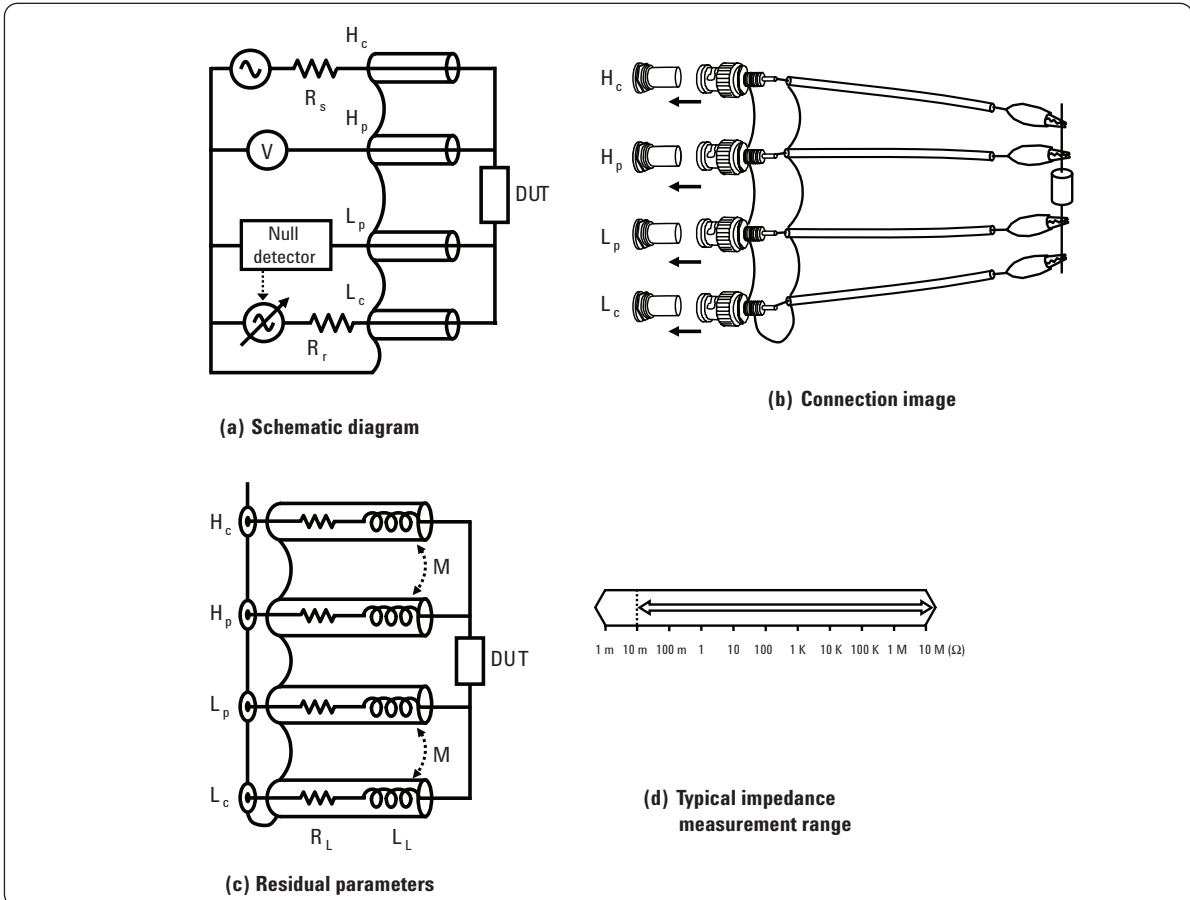 H c
R s
H p
V
DUT
L p
Null
detector
L c
R r
(a) Schematic diagram
H c
H p
L p
L c
(b) Connection image
H c
M
H p
DUT
L p
M
L c
R L L L
(c) Residual parameters
1 m 10 m 100 m 1 10 100 1 K 10 K 100 K 1 M 10 M (Ω)
(d) Typical impedance
measurement range